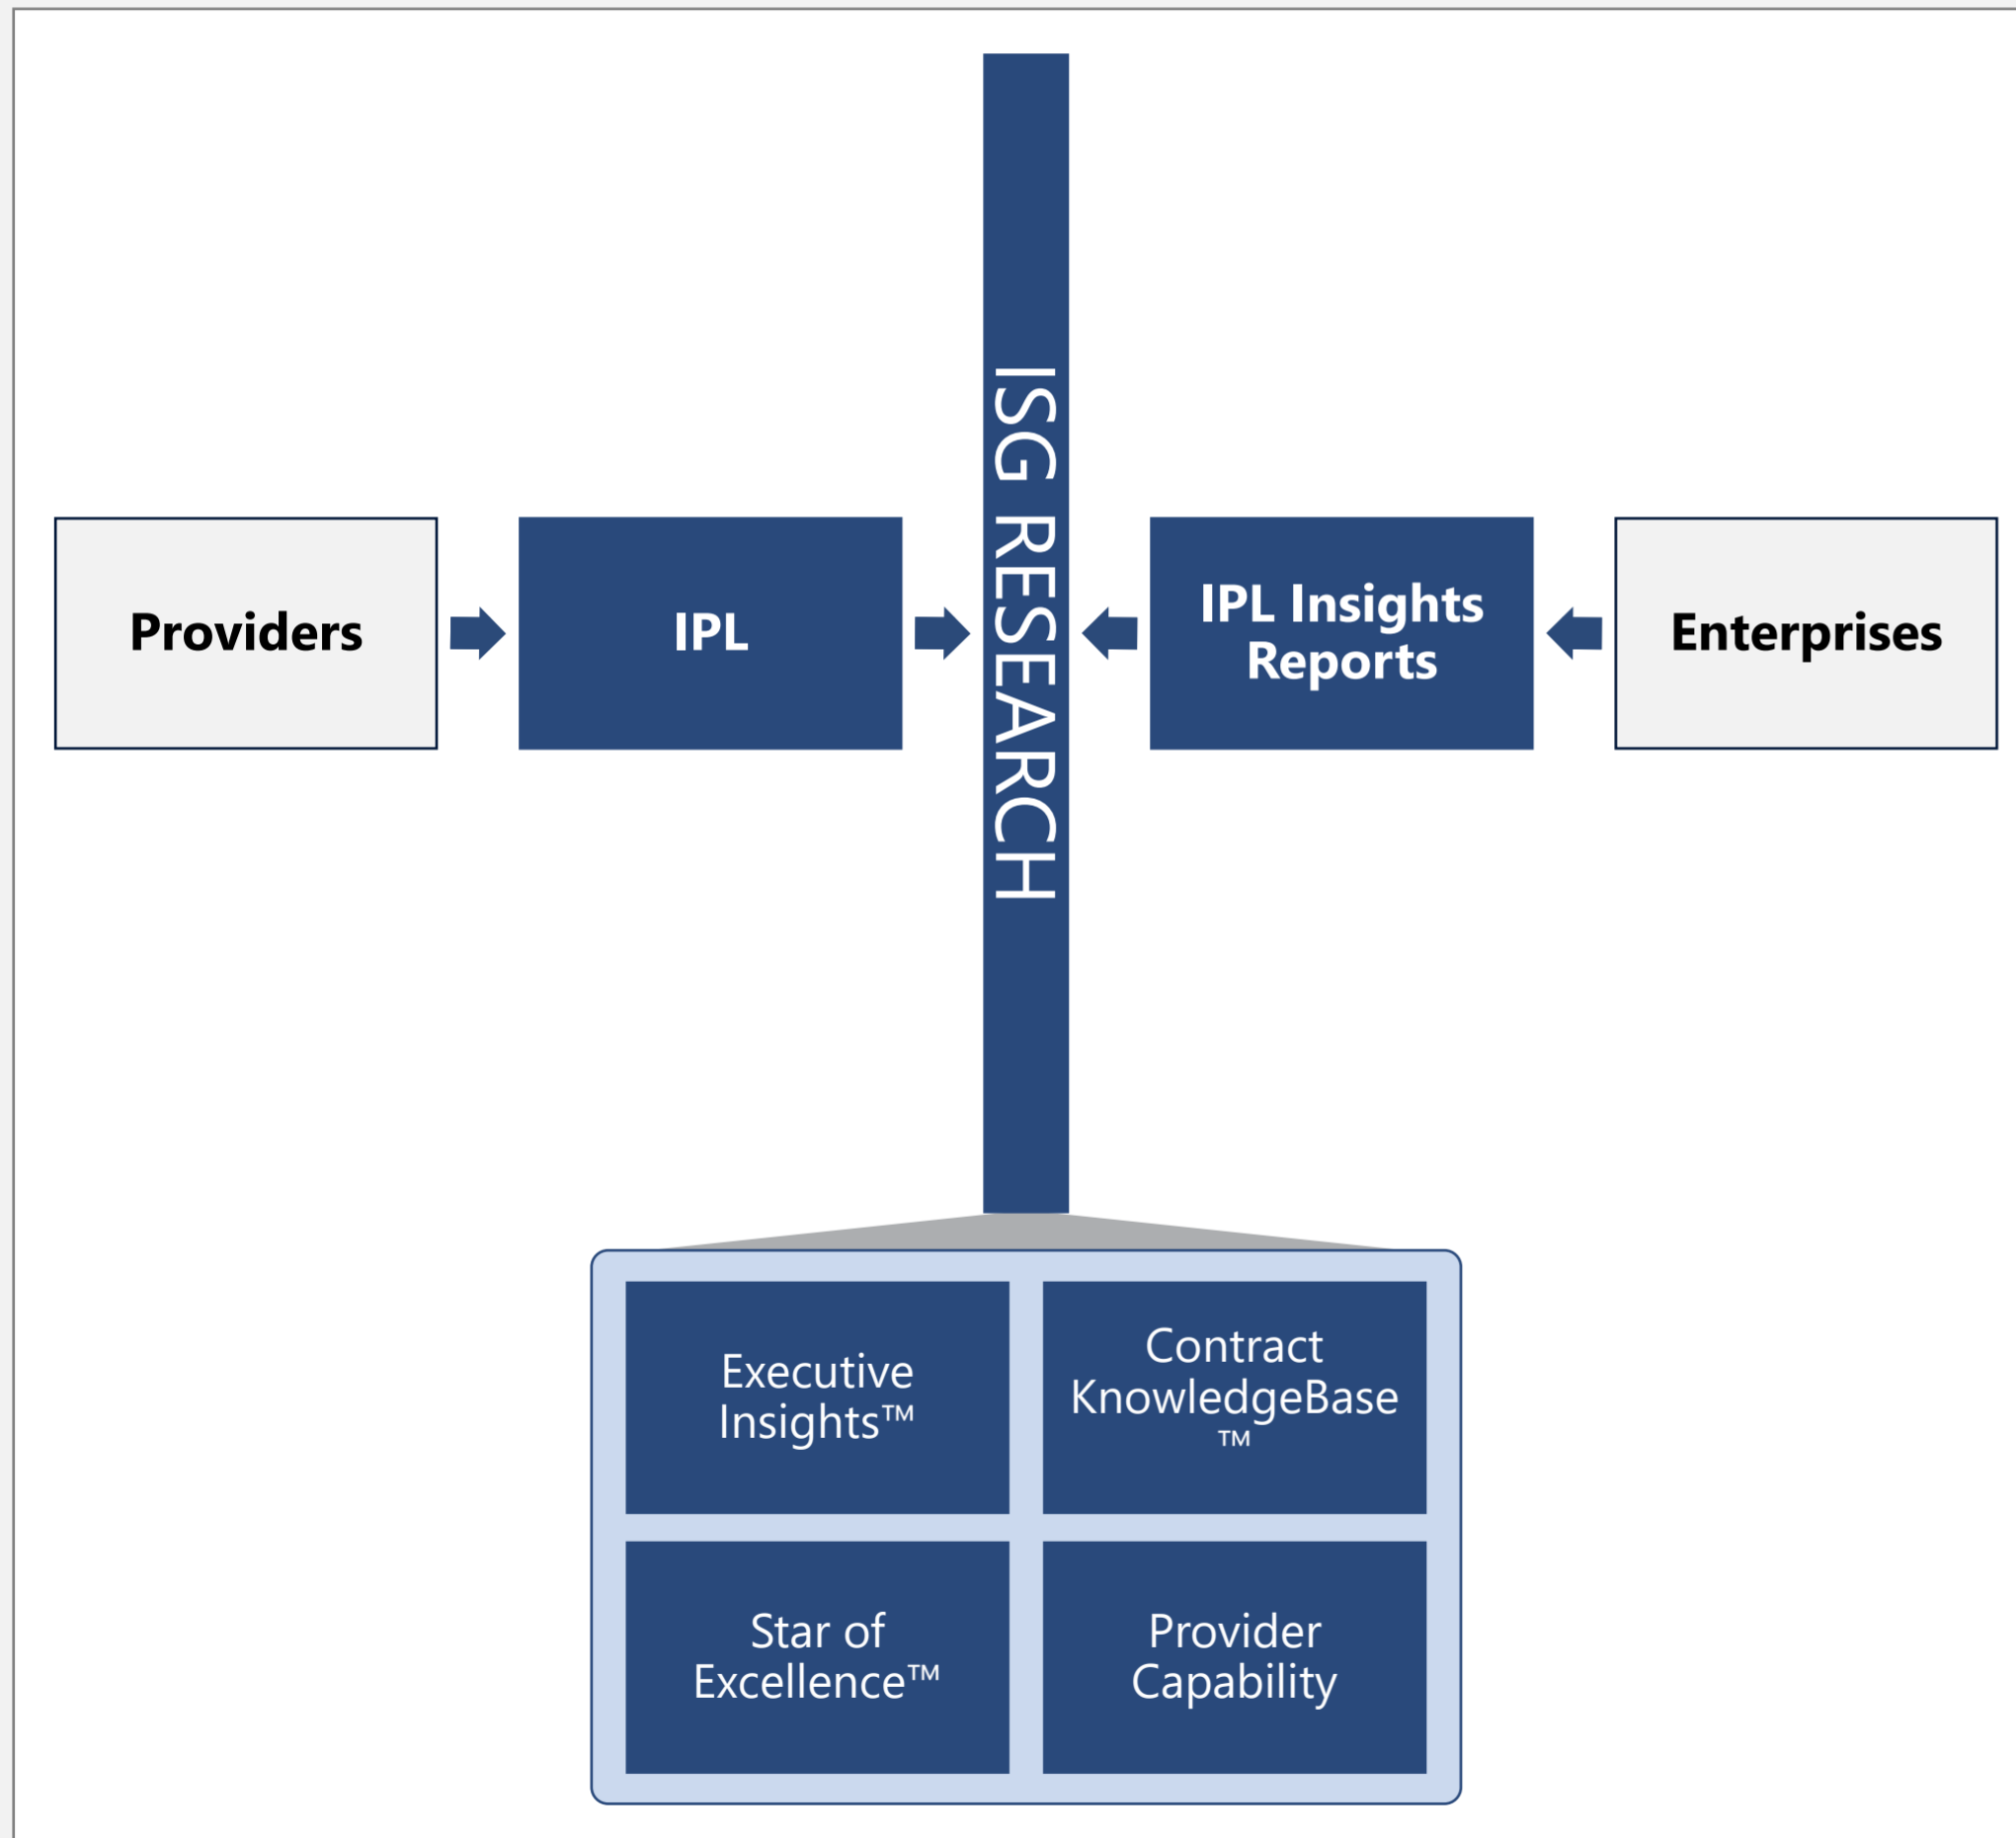 ISG RESEARCH
Providers
IPL
IPL Insights
Reports
Enterprises
Executive
Insights™
Contract
KnowledgeBase
™
Star of
Excellence™
Provider
Capability